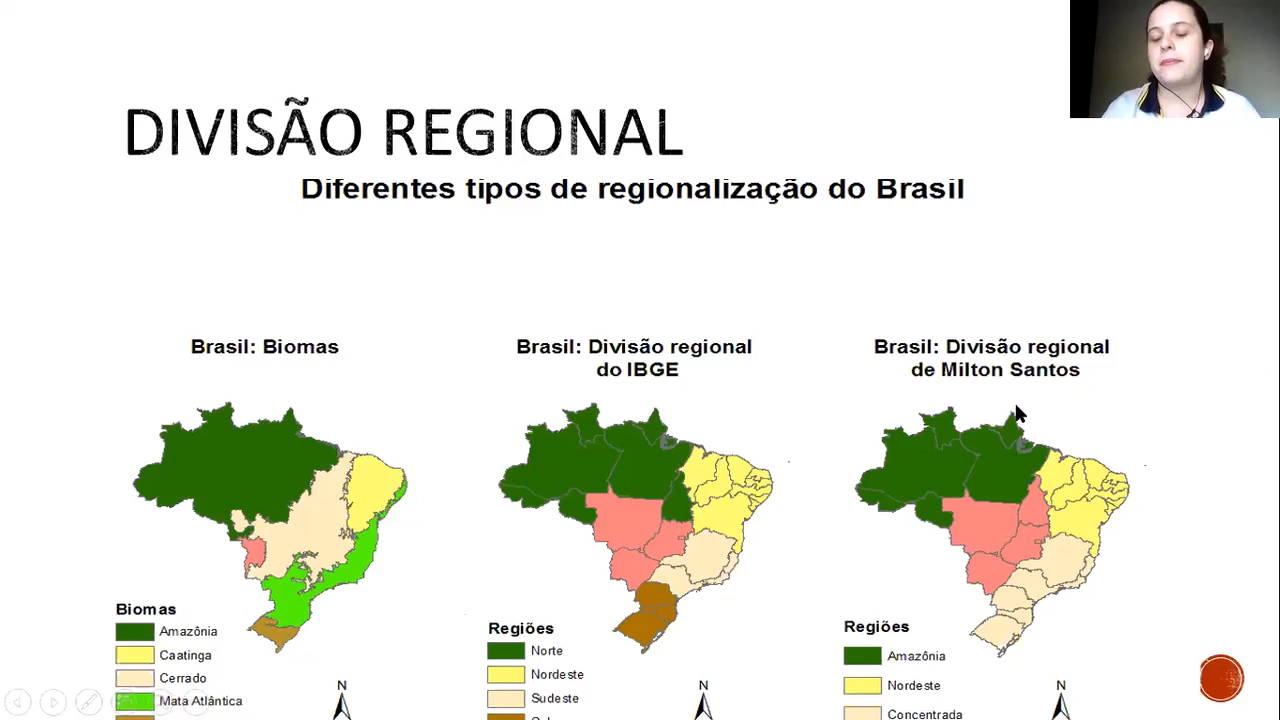 DIVISÃO REGIONAL
Diferentes tipos de regionalização do Brasil
Brasil: Biomas
Brasil: Divisão regional
do IBGE
Brasil: Divisão regional
de Milton Santos
Biomas
Amazônia
Caatinga
Cerrado
Mata Atlântica
N
Regiões
Norte
Nordeste
Sudeste
N
Regiões
Amazônia
Nordeste
Concentrada
N